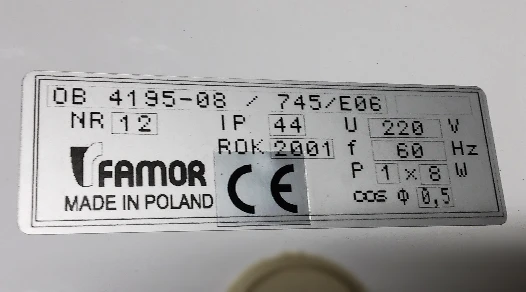 OB 4195-08 / 745/E06
NR 12 IP 44 U 220 V
ROK 2001 f 60 Hz
FAMOR CE P 1 x 8 W
MADE IN POLAND cos Φ 0,5